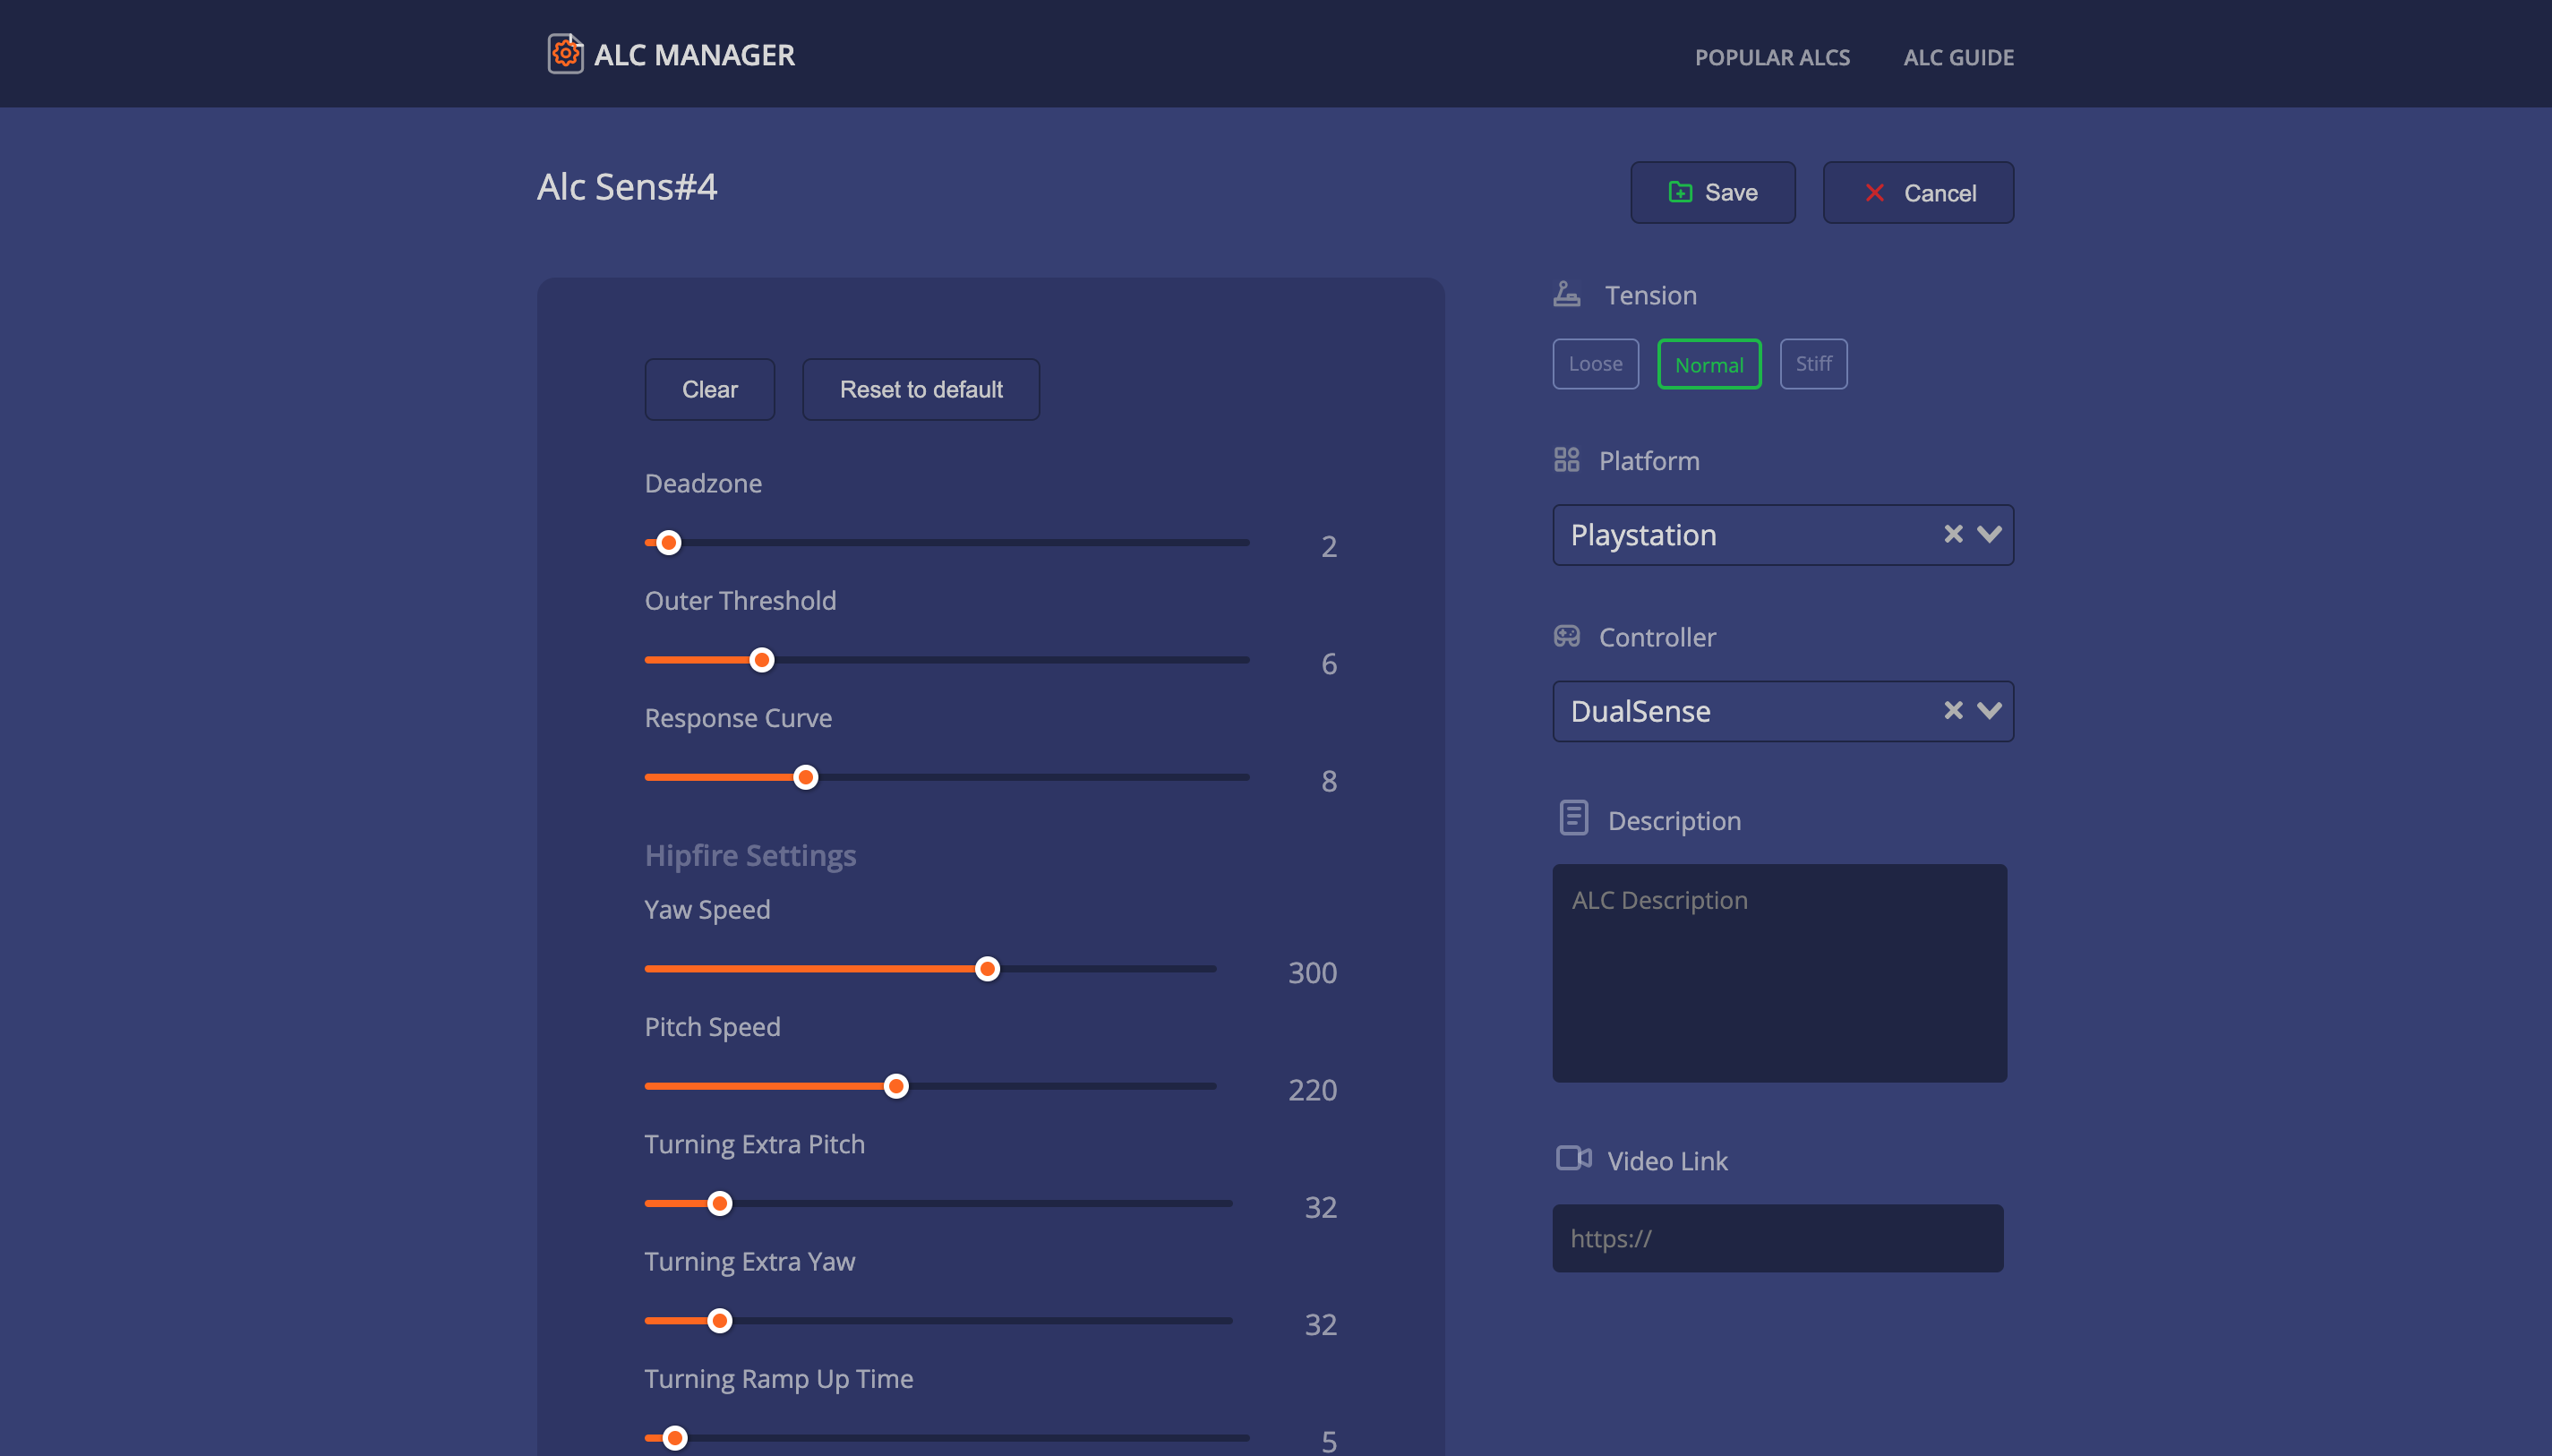 ALC MANAGER
POPULAR ALCS
ALC GUIDE
Alc Sens#4
Save
Cancel
Clear
Reset to default
Deadzone
2
Outer Threshold
6
Response Curve
8
Hipfire Settings
Yaw Speed
300
Pitch Speed
220
Turning Extra Pitch
32
Turning Extra Yaw
32
Turning Ramp Up Time
5
Tension
Loose
Normal
Stiff
Platform
Playstation
Controller
DualSense
Description
ALC Description
Video Link
https://